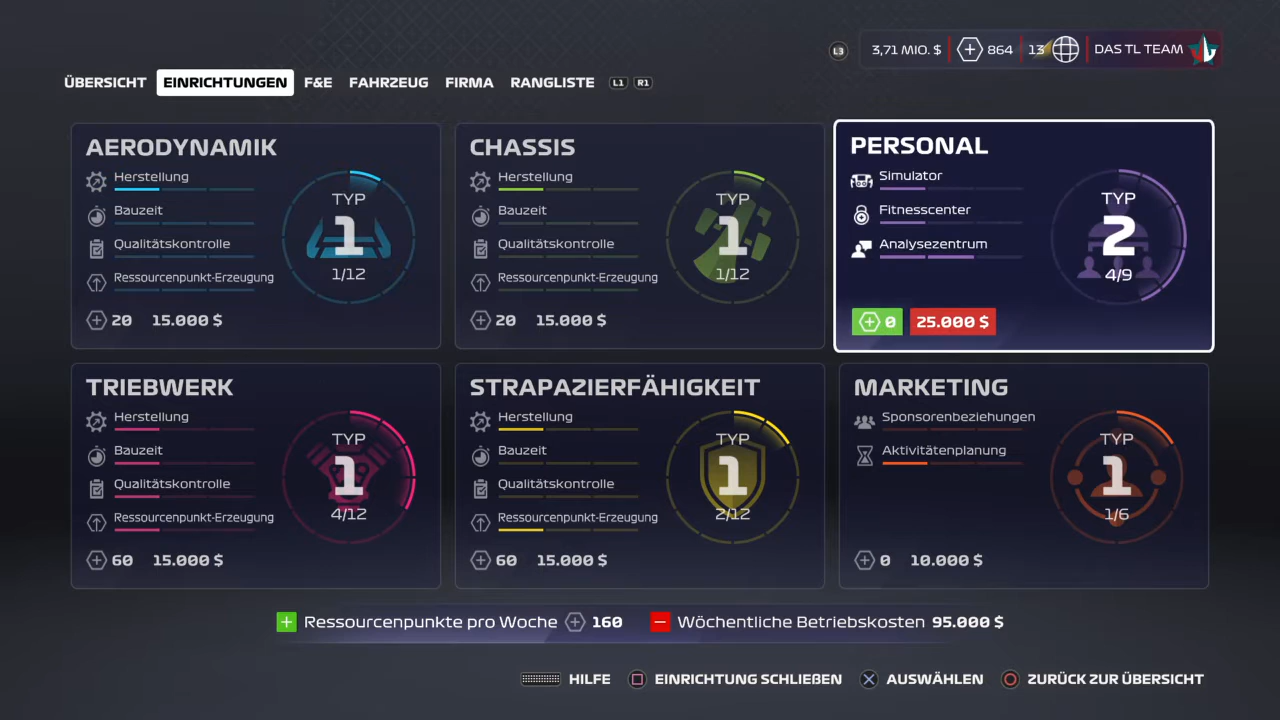 L3 3,71 MIO. $ 864 13 DAS TL TEAM
ÜBERSICHT EINRICHTUNGEN F&E FAHRZEUG FIRMA RANGLISTE L1 R1
AERODYNAMIK
Herstellung
Bauzeit
Qualitätskontrolle
Ressourcenpunkt-Erzeugung
TYP
1
1/12
20 15.000 $
CHASSIS
Herstellung
Bauzeit
Qualitätskontrolle
Ressourcenpunkt-Erzeugung
TYP
1
1/12
20 15.000 $
PERSONAL
Simulator
Fitnesscenter
Analysezentrum
TYP
2
4/9
0 25.000 $
TRIEBWERK
Herstellung
Bauzeit
Qualitätskontrolle
Ressourcenpunkt-Erzeugung
TYP
1
4/12
60 15.000 $
STRAPAZIERFÄHIGKEIT
Herstellung
Bauzeit
Qualitätskontrolle
Ressourcenpunkt-Erzeugung
TYP
1
2/12
60 15.000 $
MARKETING
Sponsorenbeziehungen
Aktivitätenplanung
TYP
1
1/6
0 10.000 $
Ressourcenpunkte pro Woche 160 Wöchentliche Betriebskosten 95.000 $
HILFE EINRICHTUNG SCHLIEßEN AUSWÄHLEN ZURÜCK ZUR ÜBERSICHT